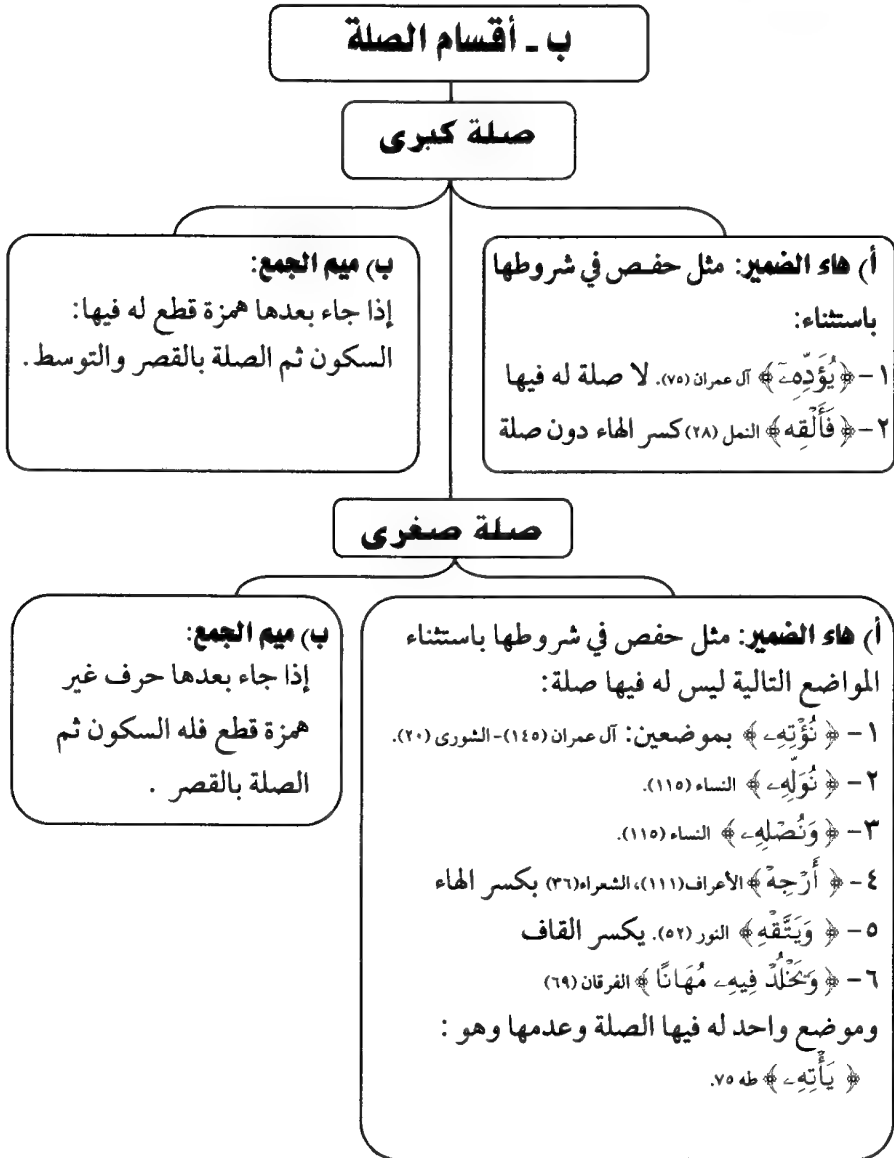 ب ـ أقسام الصلة
صلة كبرى
أ) هاء الضمير: مثل حفص في شروطها
باستثناء:
١- ﴿ يُؤَدِّهِۦٓ ﴾ آل عمران (٧٥). لا صلة له فيها
٢- ﴿ فَأَلْقِهْ ﴾ النمل (٢٨) كسر الهاء دون صلة
ب) ميم الجمع:
إذا جاء بعدها همزة قطع له فيها:
السكون ثم الصلة بالقصر والتوسط.
صلة صغرى
أ) هاء الضمير: مثل حفص في شروطها باستثناء
المواضع التالية ليس له فيها صلة:
١- ﴿ نُؤْتِهِۦ ﴾ بموضعين: آل عمران (١٤٥)-الشورى (٢٠).
٢- ﴿ نُوَلِّهِۦ ﴾ النساء (١١٥).
٣- ﴿ وَنُصْلِهِۦ ﴾ النساء (١١٥).
٤- ﴿ أَرْجِهْ ﴾ الأعراف(١١١)، الشعراء(٣٦) بكسر الهاء
٥- ﴿ وَيَتَّقْهِ ﴾ النور (٥٢). يكسر القاف
٦- ﴿ وَيَخْلُدْ فِيهِۦ مُهَانًا ﴾ الفرقان (٦٩)
وموضع واحد له فيها الصلة وعدمها وهو :
﴿ يَأْتِهِۦ ﴾ طه ٧٥.
ب) ميم الجمع:
إذا جاء بعدها حرف غير
همزة قطع فله السكون ثم
الصلة بالقصر .